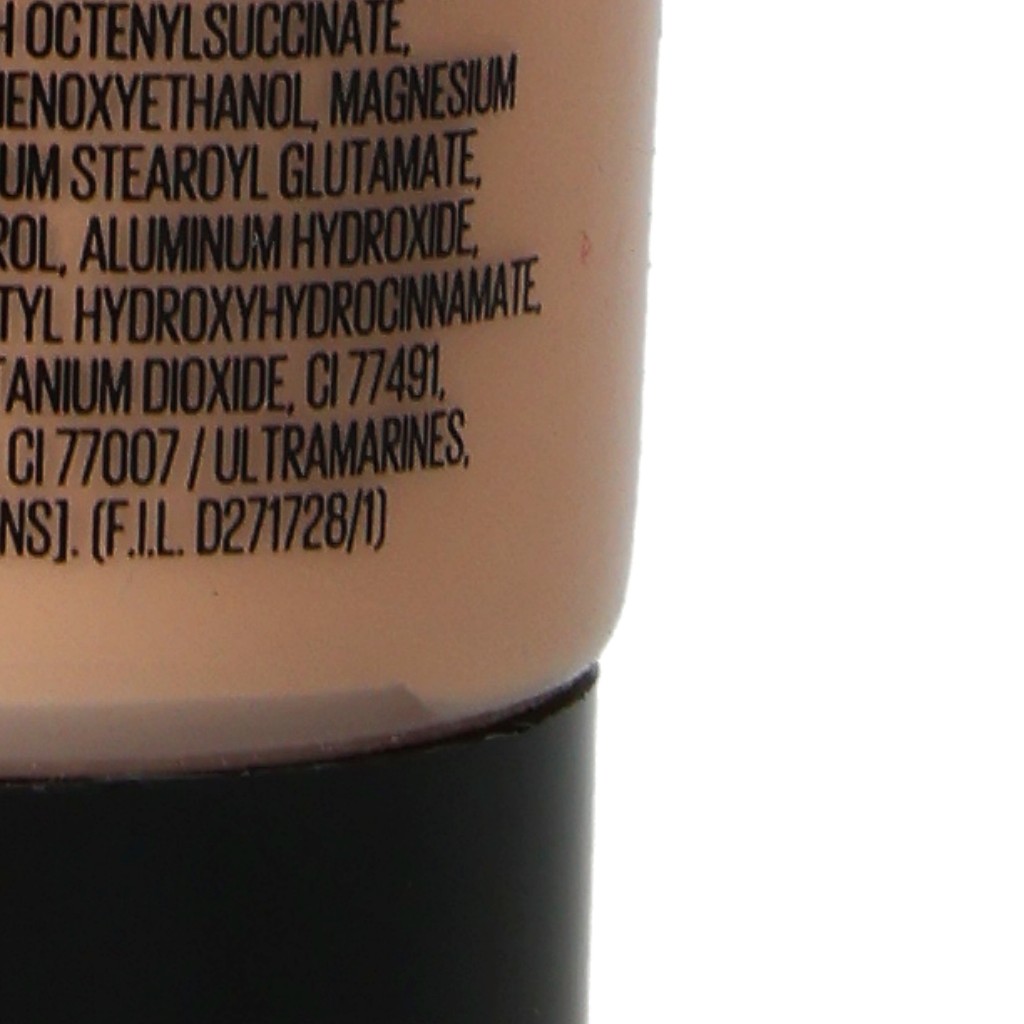 H OCTENYLSUCCINATE,
HENOXYETHANOL, MAGNESIUM
UM STEAROYL GLUTAMATE,
ROL, ALUMINUM HYDROXIDE,
TYL HYDROXYHYDROCINNAMATE,
TANIUM DIOXIDE, CI 77491,
CI 77007 / ULTRAMARINES,
NS]. (F.I.L. D271728/1)